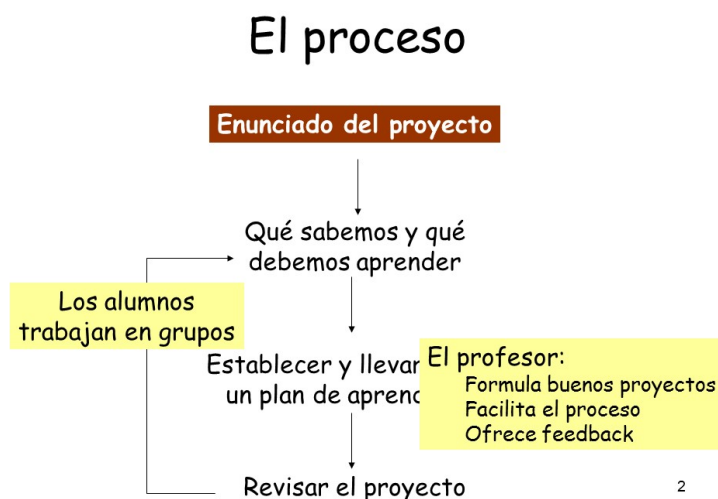 El proceso
Enunciado del proyecto
Qué sabemos y qué
debemos aprender
Los alumnos
trabajan en grupos
Establecer y llevar
un plan de
El profesor:
Formula buenos proyectos
Facilita el proceso
Ofrece feedback
Revisar el proyecto
2